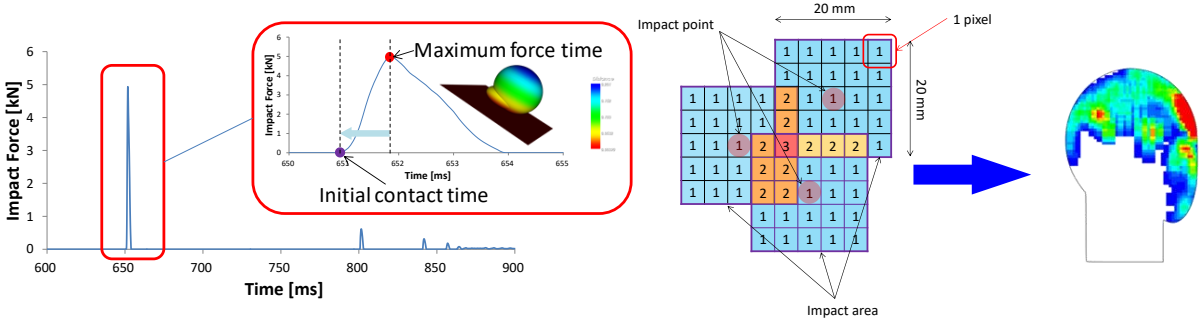 Impact Force [kN]
6
5
4
3
2
1
0
600 650 700 750 800 850 900
Time [ms]
Impact Force [kN]
6
5
4
3
2
1
0
650 651 652 653 654 655
Time [ms]
Maximum force time
Initial contact time
20 mm
1 pixel
Impact point
20 mm
1 1 1 1 1
1 1 1 1 1
1 1 1 1 2 1 1 1 1
1 1 1 1 2 1 1 1 1
1 1 1 2 3 2 2 2 1
1 1 1 2 2 1 1 1
1 1 1 2 2 1 1 1
1 1 1 1 1
1 1 1 1 1
Impact area